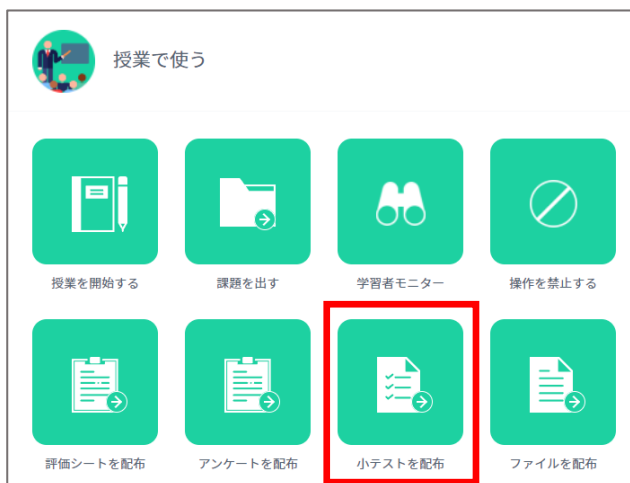 授業で使う
授業を開始する
課題を出す
学習者モニター
操作を禁止する
評価シートを配布
アンケートを配布
小テストを配布
ファイルを配布